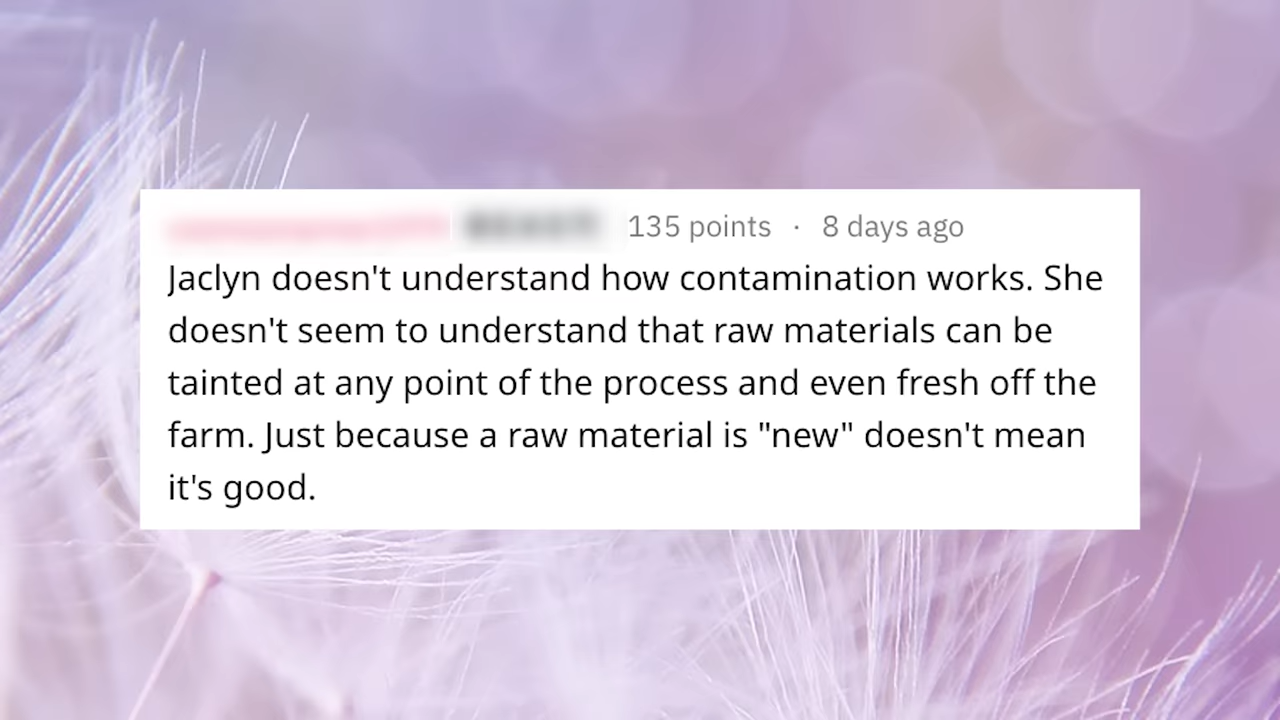 135 points · 8 days ago
Jaclyn doesn't understand how contamination works. She
doesn't seem to understand that raw materials can be
tainted at any point of the process and even fresh off the
farm. Just because a raw material is "new" doesn't mean
it's good.